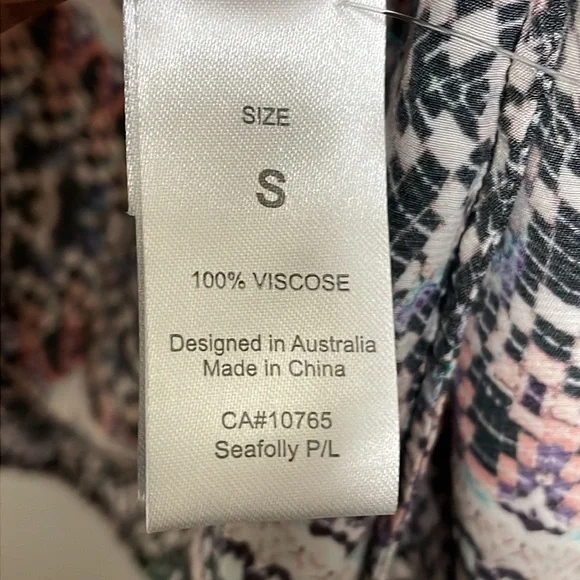 SIZE
S
100% VISCOSE
Designed in Australia
Made in China
CA#10765
Seafolly P/L